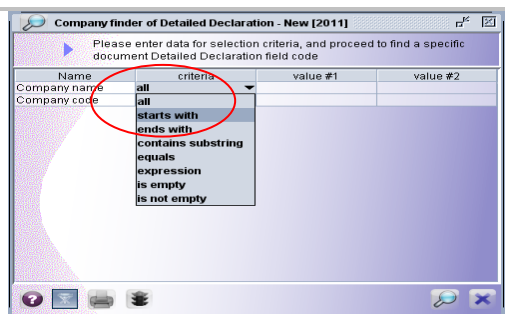 Company finder of Detailed Declaration - New [2011]
Please enter data for selection criteria, and proceed to find a specific
document Detailed Declaration field code
Name criteria value #1 value #2
Company name all
Company code all
starts with
ends with
contains substring
equals
expression
is empty
is not empty
?